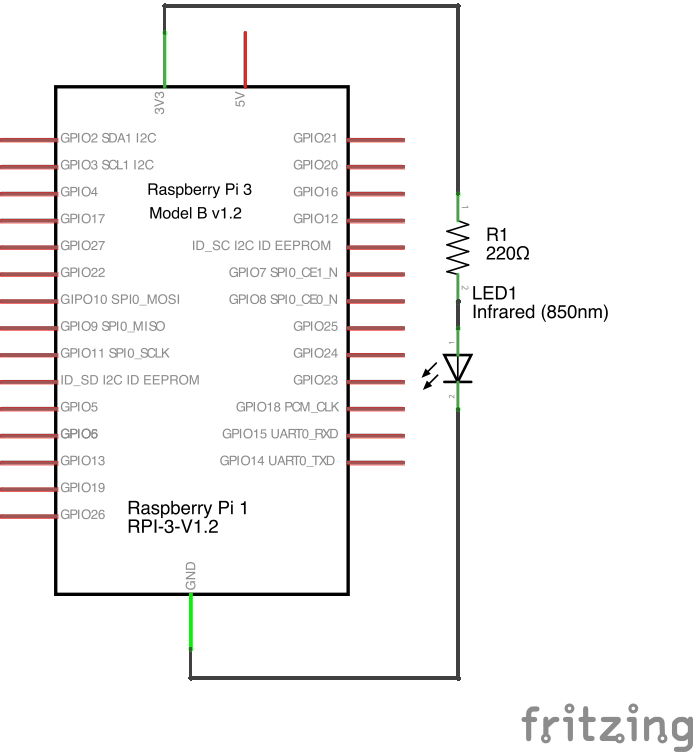 3V3
5V
GPIO2 SDA1 I2C
GPIO21
GPIO3 SCL1 I2C
GPIO20
GPIO4
Raspberry Pi 3
GPIO16
GPIO17
Model B v1.2
GPIO12
1
GPIO27
ID_SC I2C ID EEPROM
R1
220Ω
GPIO22
GPIO7 SPI0_CE1_N
2
GIPO10 SPI0_MOSI
GPIO8 SPI0_CE0_N
LED1
Infrared (850nm)
GPIO9 SPI0_MISO
GPIO25
1
GPIO11 SPI0_SCLK
GPIO24
ID_SD I2C ID EEPROM
GPIO23
2
GPIO5
GPIO18 PCM_CLK
GPIO6
GPIO15 UART0_RXD
GPIO13
GPIO14 UART0_TXD
GPIO19
GPIO26
Raspberry Pi 1
RPI-3-V1.2
GND
fritzing